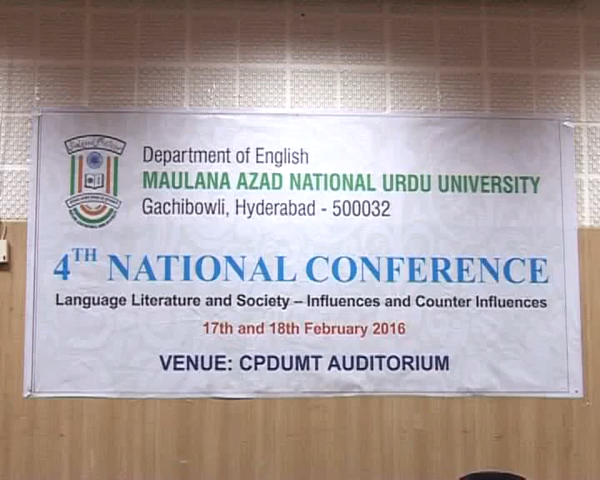 Department of English
MAULANA AZAD NATIONAL URDU UNIVERSITY
Gachibowli, Hyderabad - 500032
4TH NATIONAL CONFERENCE
Language Literature and Society – Influences and Counter Influences
17th and 18th February 2016
VENUE: CPDUMT AUDITORIUM